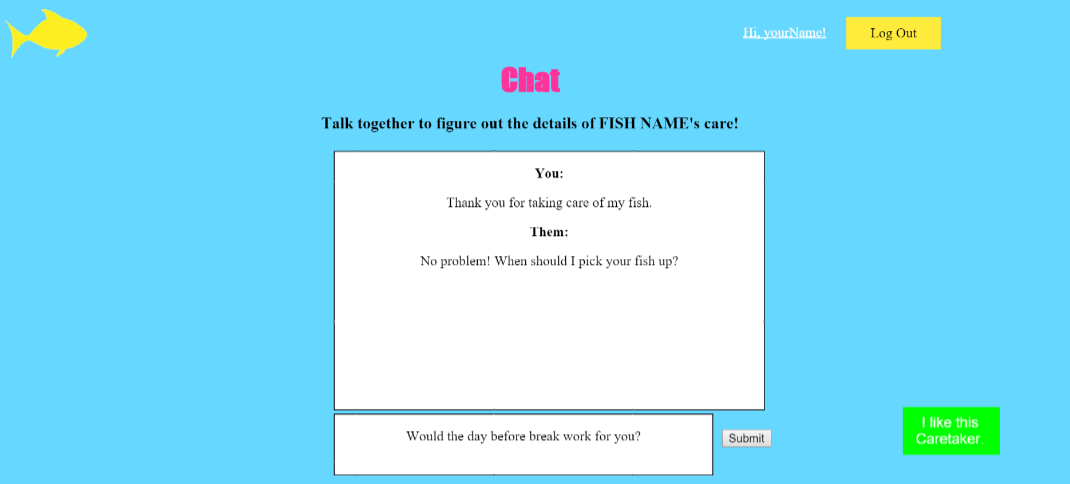 Hi, yourName!
Log Out
Chat
Talk together to figure out the details of FISH NAME's care!
You:
Thank you for taking care of my fish.
Them:
No problem! When should I pick your fish up?
Would the day before break work for you?
Submit
I like this
Caretaker.